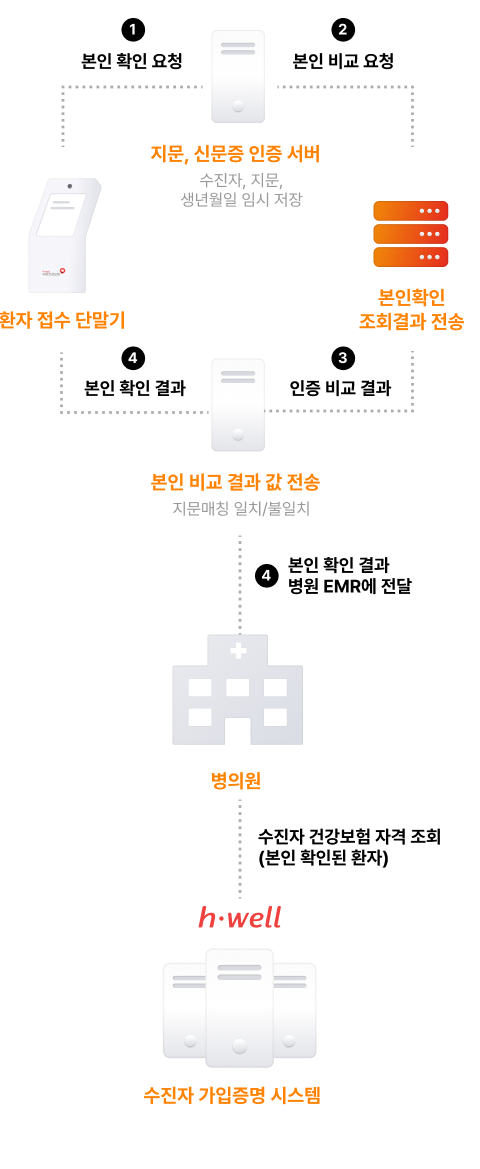 1
2
본인 확인 요청
본인 비교 요청
지문, 신분증 인증 서버
수진자, 지문,
생년월일 임시 저장
환자 접수 단말기
본인확인
조회결과 전송
4
3
본인 확인 결과
인증 비교 결과
본인 비교 결과 값 전송
지문매칭 일치/불일치
4
본인 확인 결과
병원 EMR에 전달
병의원
수진자 건강보험 자격 조회
(본인 확인된 환자)
h·well
수진자 가입증명 시스템